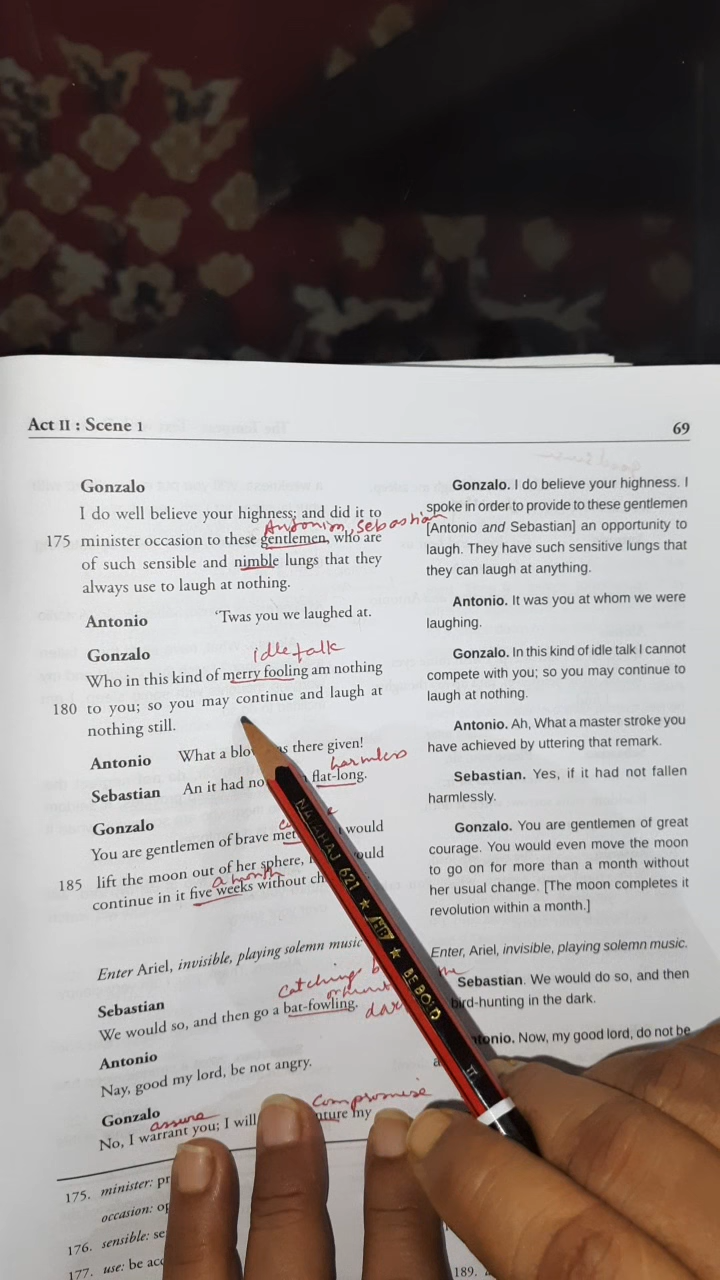 Act II : Scene 1
69
Gonzalo
I do well believe your highness; and did it to
Antonion, Sebastian
175 minister occasion to these gentlemen, who are
of such sensible and nimble lungs that they
always use to laugh at nothing.
Antonio 'Twas you we laughed at.
Gonzalo
idle talk
Who in this kind of merry fooling am nothing
180 to you; so you may continue and laugh at
nothing still.
Antonio What a blo s there given!
harmless
Sebastian An it had no flat-long.
Gonzalo
You are gentlemen of brave met would
185 lift the moon out of her sphere, ould
a month
continue in it five weeks without ch
Enter Ariel, invisible, playing solemn music
Catching b
or hunt
Sebastian
We would so, and then go a bat-fowling.
dar
Antonio
Nay, good my lord, be not angry.
Gonzalo
assure
compromise
No, I warrant you; I will nture my
175. minister: pr
occasion: op
176. sensible: se
177. use: be acc
Gonzalo. I do believe your highness. I
spoke in order to provide to these gentlemen
[Antonio and Sebastian] an opportunity to
laugh. They have such sensitive lungs that
they can laugh at anything.
Antonio. It was you at whom we were
laughing.
Gonzalo. In this kind of idle talk I cannot
compete with you; so you may continue to
laugh at nothing.
Antonio. Ah, What a master stroke you
have achieved by uttering that remark.
Sebastian. Yes, if it had not fallen
harmlessly.
Gonzalo. You are gentlemen of great
courage. You would even move the moon
to go on for more than a month without
her usual change. [The moon completes it
revolution within a month.]
Enter, Ariel, invisible, playing solemn music.
the
Sebastian. We would do so, and then
bird-hunting in the dark.
ntonio. Now, my good lord, do not be
189.
NATARAJ 621 ★ HB ★ BE BOLD